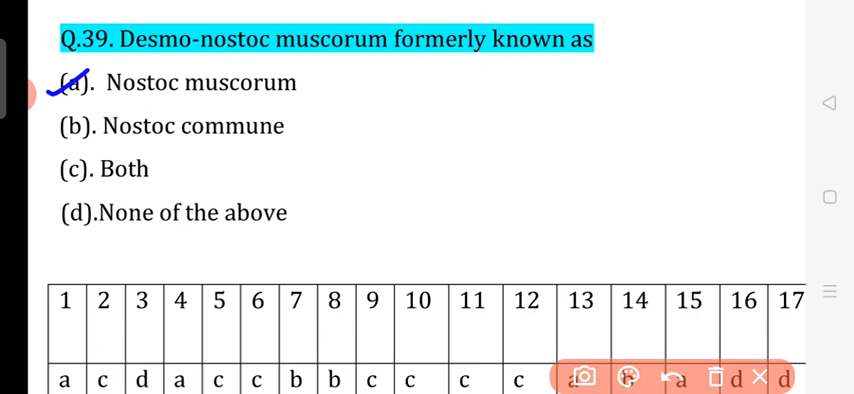 Q.39. Desmo-nostoc muscorum formerly known as
(a). Nostoc muscorum
(b). Nostoc commune
(c). Both
(d).None of the above
1 2 3 4 5 6 7 8 9 10 11 12 13 14 15 16 17
a c d a c c b b c c c c a b a d d